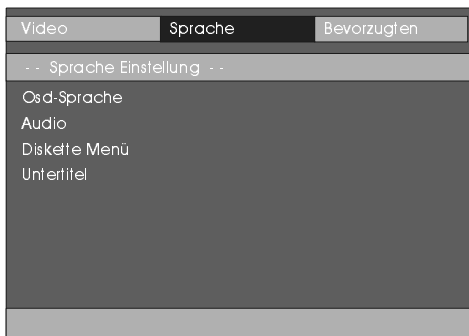 Video Sprache Bevorzugten
- - Sprache Einstellung - -
Osd-Sprache
Audio
Diskette Menü
Untertitel